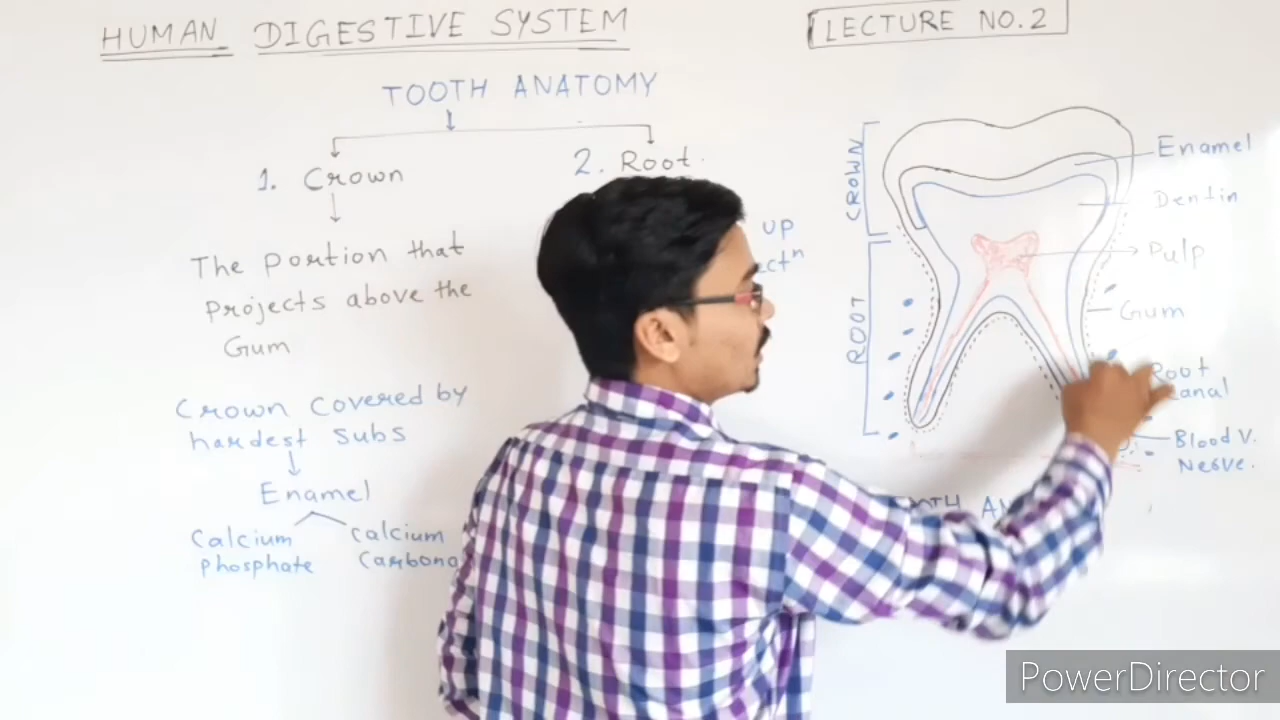 HUMAN DIGESTIVE SYSTEM
LECTURE NO.2
TOOTH ANATOMY
1. Crown
2. Root
The portion that
projects above the
Gum
Crown covered by
hardest subs
Enamel
Calcium
phosphate
calcium
UP
CROWN
ROOT
Enamel
Dentin
Pulp
Gum
Root
Blood V.
Nerve.
PowerDirector